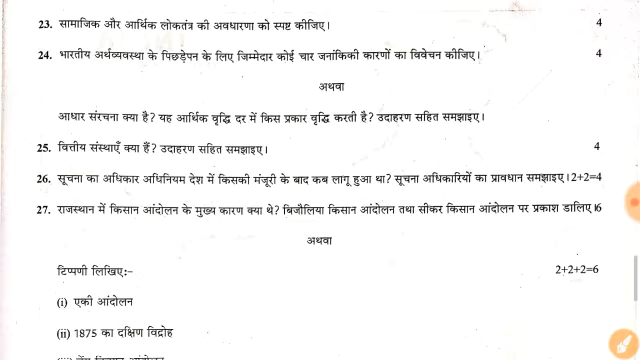 23. सामाजिक और आर्थिक लोकतंत्र की अवधारणा को स्पष्ट कीजिए। 4
24. भारतीय अर्थव्यवस्था के पिछड़ेपन के लिए जिम्मेदार कोई चार जनांकिकी कारणों का विवेचन कीजिए। 4
अथवा
आधार संरचना क्या है? यह आर्थिक वृद्धि दर में किस प्रकार वृद्धि करती है? उदाहरण सहित समझाइए।
25. वित्तीय संस्थाएँ क्या हैं? उदाहरण सहित समझाइए। 4
26. सूचना का अधिकार अधिनियम देश में किसकी मंजूरी के बाद कब लागू हुआ था? सूचना अधिकारियों का प्रावधान समझाइए। 2+2=4
27. राजस्थान में किसान आंदोलन के मुख्य कारण क्या थे? बिजौलिया किसान आंदोलन तथा सीकर किसान आंदोलन पर प्रकाश डालिए। 6
अथवा
टिप्पणी लिखिए:– 2+2+2=6
(i) एकी आंदोलन
(ii) 1875 का दक्षिण विद्रोह